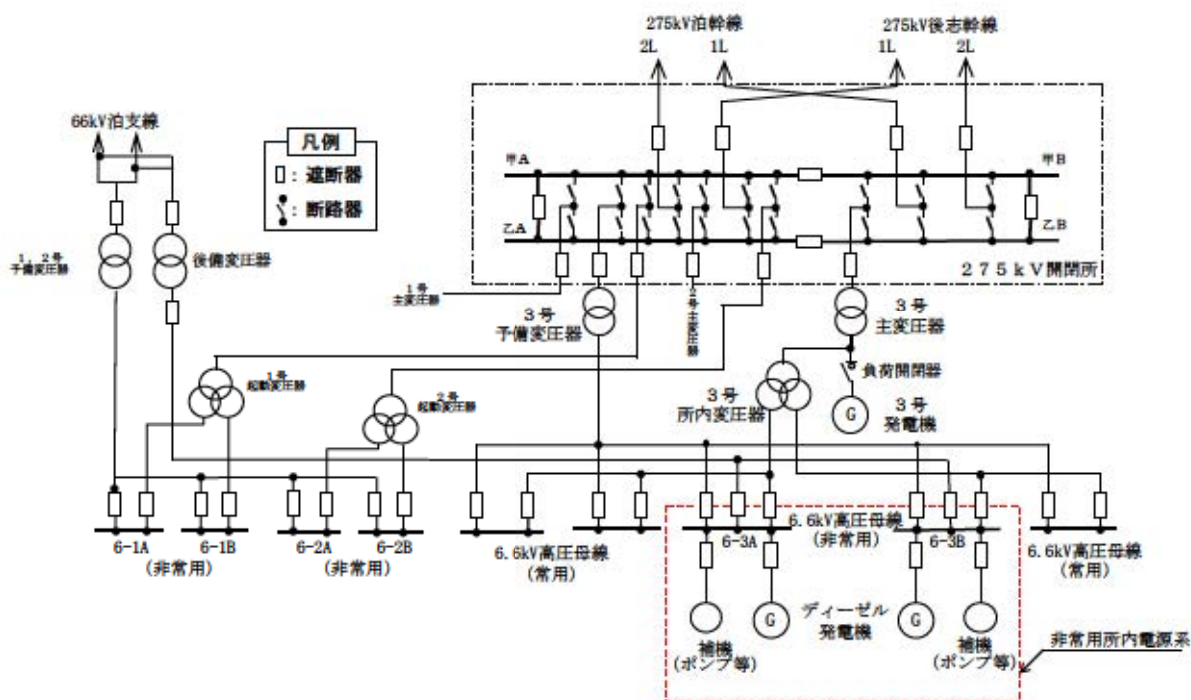 275kV泊幹線
275kV後志幹線
2L
1L
1L
2L
66kV泊支線
凡例
：遮断器
：断路器
甲A
甲B
乙A
乙B
275kV開閉所
1，2号
予備変圧器
後備変圧器
1号
主変圧器
3号
予備変圧器
2号主変圧器
3号
主変圧器
1号
起動変圧器
2号
起動変圧器
3号
所内変圧器
負荷開閉器
G
3号
発電機
6-1A
6-1B
(非常用)
6-2A
6-2B
(非常用)
6.6kV高圧母線
(常用)
6-3A
6.6kV高圧母線
(非常用)
6-3B
6.6kV高圧母線
(常用)
補機
(ポンプ等)
G
ディーゼル
発電機
G
補機
(ポンプ等)
非常用所内電源系